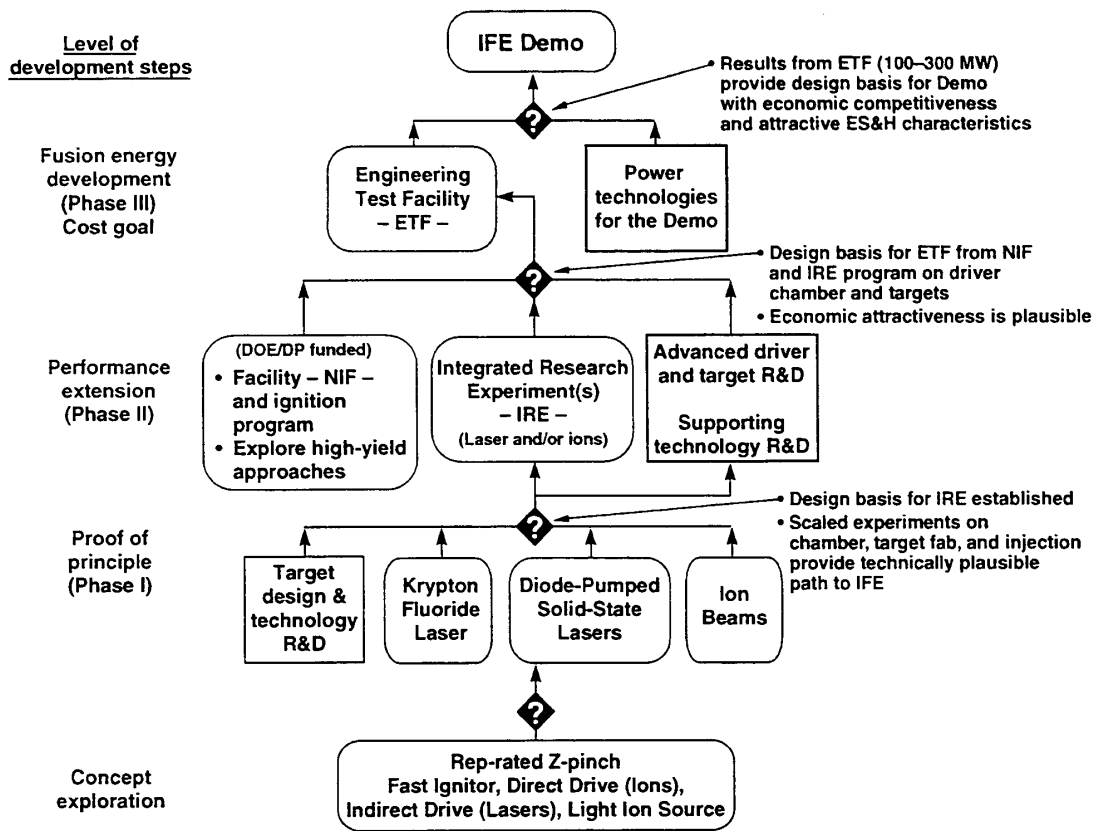 Level of
development steps
IFE Demo
• Results from ETF (100–300 MW)
provide design basis for Demo
with economic competitiveness
and attractive ES&H characteristics
?
Fusion energy
development
(Phase III)
Cost goal
Engineering
Test Facility
– ETF –
Power
technologies
for the Demo
• Design basis for ETF from NIF
and IRE program on driver
chamber and targets
• Economic attractiveness is plausible
?
Performance
extension
(Phase II)
(DOE/DP funded)
• Facility – NIF –
and ignition
program
• Explore high-yield
approaches
Integrated Research
Experiment(s)
– IRE –
(Laser and/or ions)
Advanced driver
and target R&D
Supporting
technology R&D
• Design basis for IRE established
• Scaled experiments on
chamber, target fab, and injection
provide technically plausible
path to IFE
?
Proof of
principle
(Phase I)
Target
design &
technology
R&D
Krypton
Fluoride
Laser
Diode-Pumped
Solid-State
Lasers
Ion
Beams
?
Concept
exploration
Rep-rated Z-pinch
Fast Ignitor, Direct Drive (Ions),
Indirect Drive (Lasers), Light Ion Source